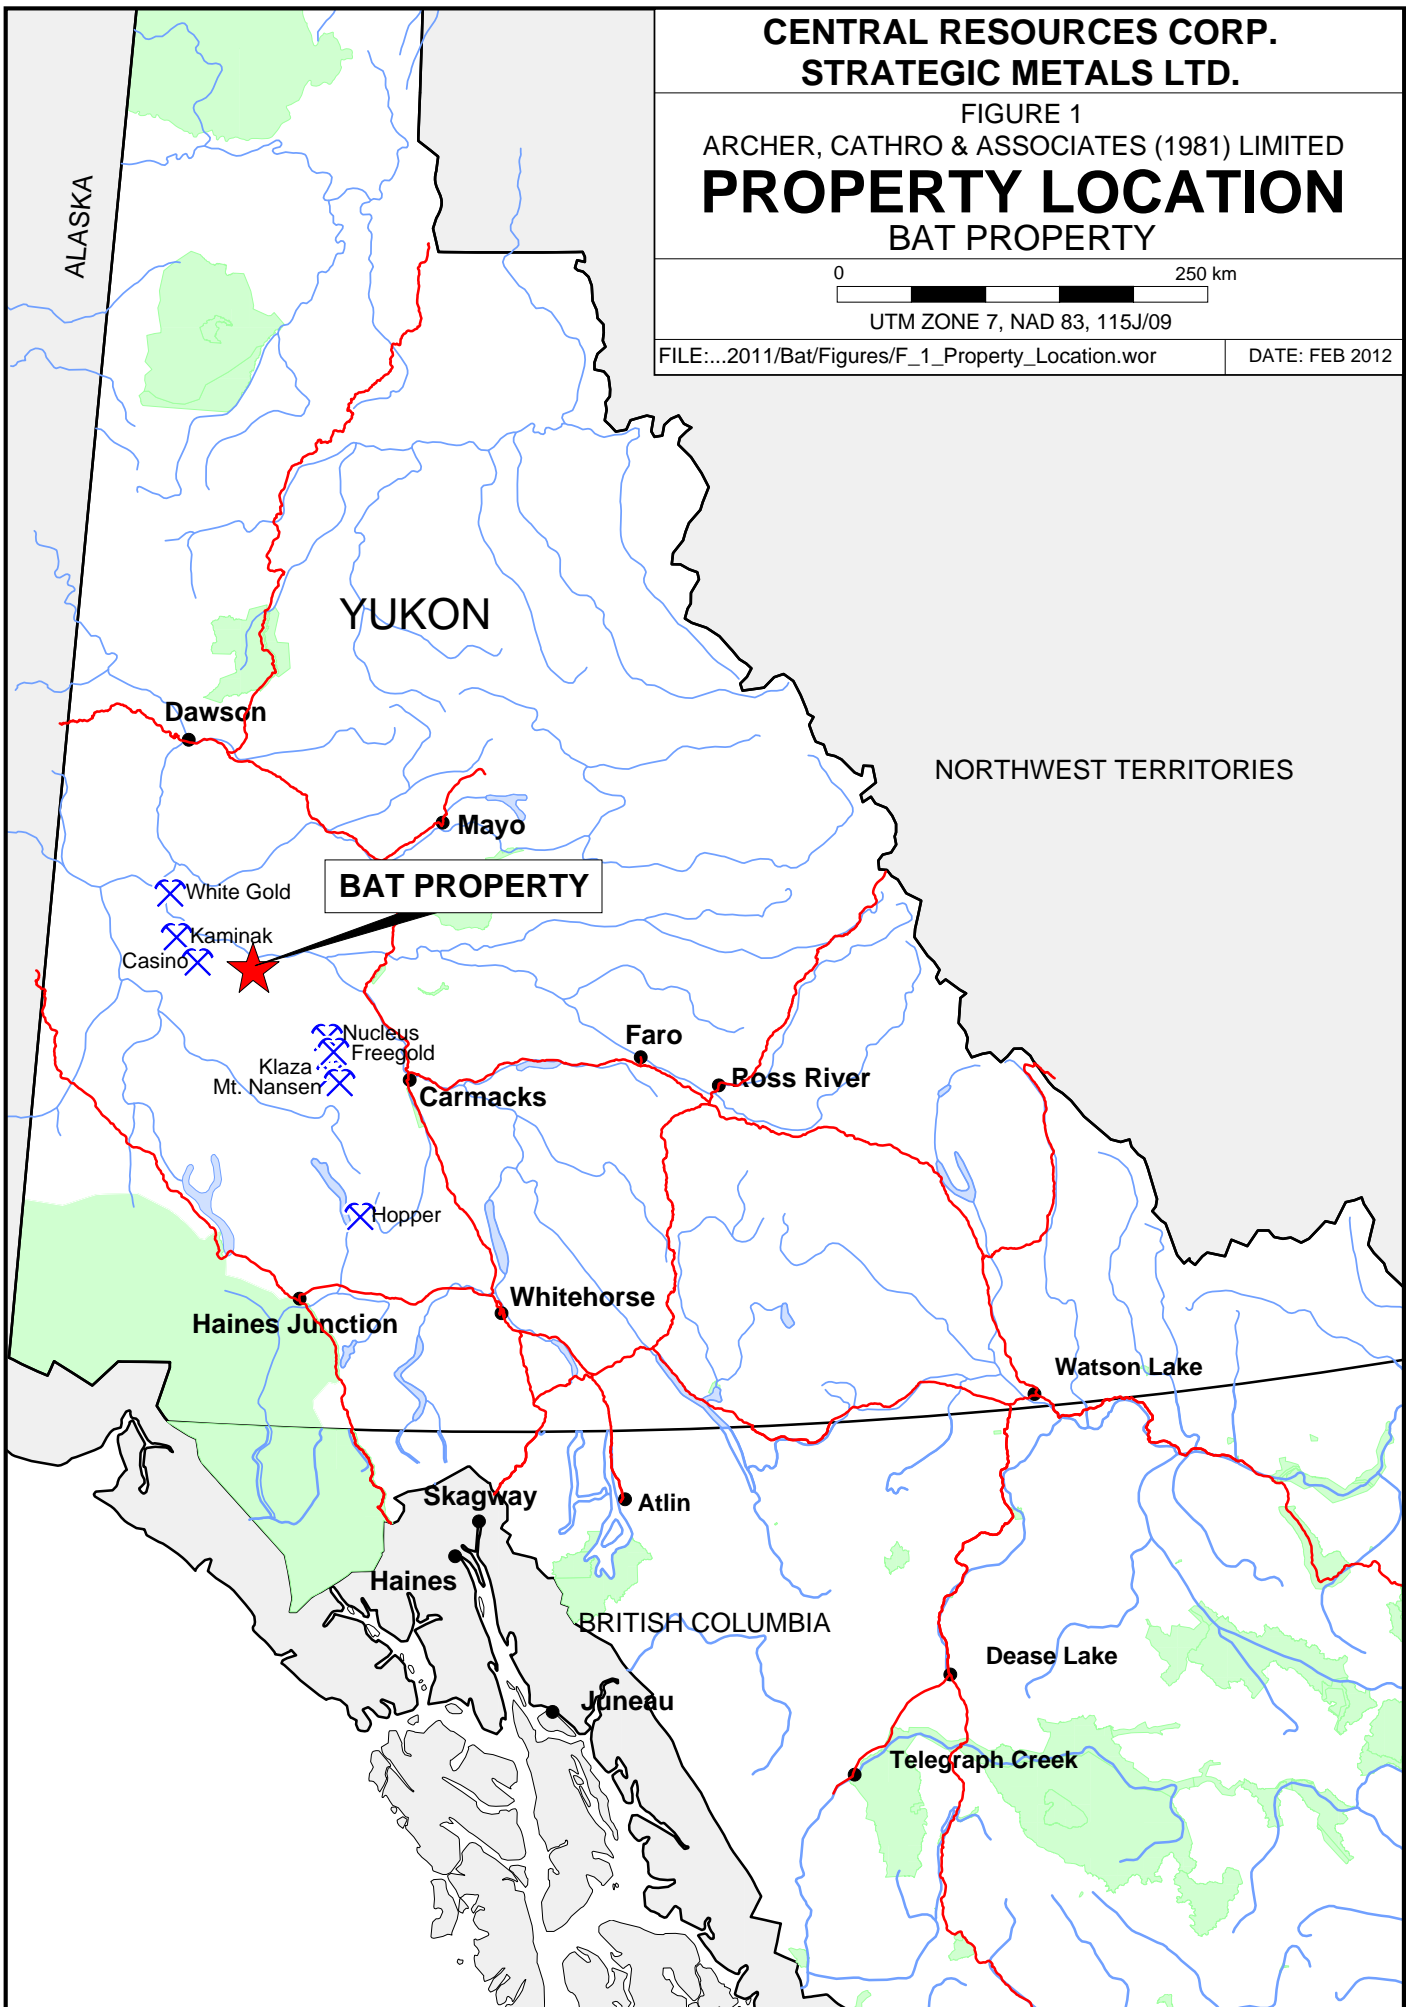 CENTRAL RESOURCES CORP.
STRATEGIC METALS LTD.
FIGURE 1
ARCHER, CATHRO & ASSOCIATES (1981) LIMITED
PROPERTY LOCATION
BAT PROPERTY
0 250 km
UTM ZONE 7, NAD 83, 115J/09
FILE:...2011/Bat/Figures/F_1_Property_Location.wor DATE: FEB 2012
ALASKA
YUKON
Dawson
NORTHWEST TERRITORIES
Mayo
BAT PROPERTY
White Gold
Kaminak
Casino
Nucleus
Freegold
Klaza
Mt. Nansen
Faro
Ross River
Carmacks
Hopper
Whitehorse
Haines Junction
Watson Lake
Skagway
Atlin
Haines
BRITISH COLUMBIA
Dease Lake
Juneau
Telegraph Creek